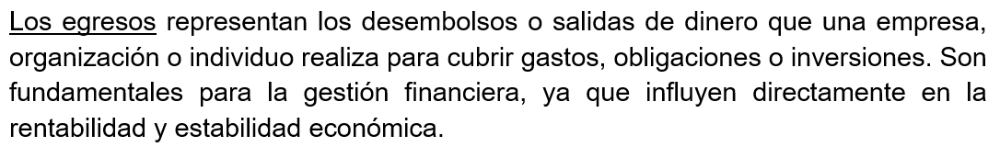 Los egresos representan los desembolsos o salidas de dinero que una empresa,
organización o individuo realiza para cubrir gastos, obligaciones o inversiones. Son
fundamentales para la gestión financiera, ya que influyen directamente en la
rentabilidad y estabilidad económica.